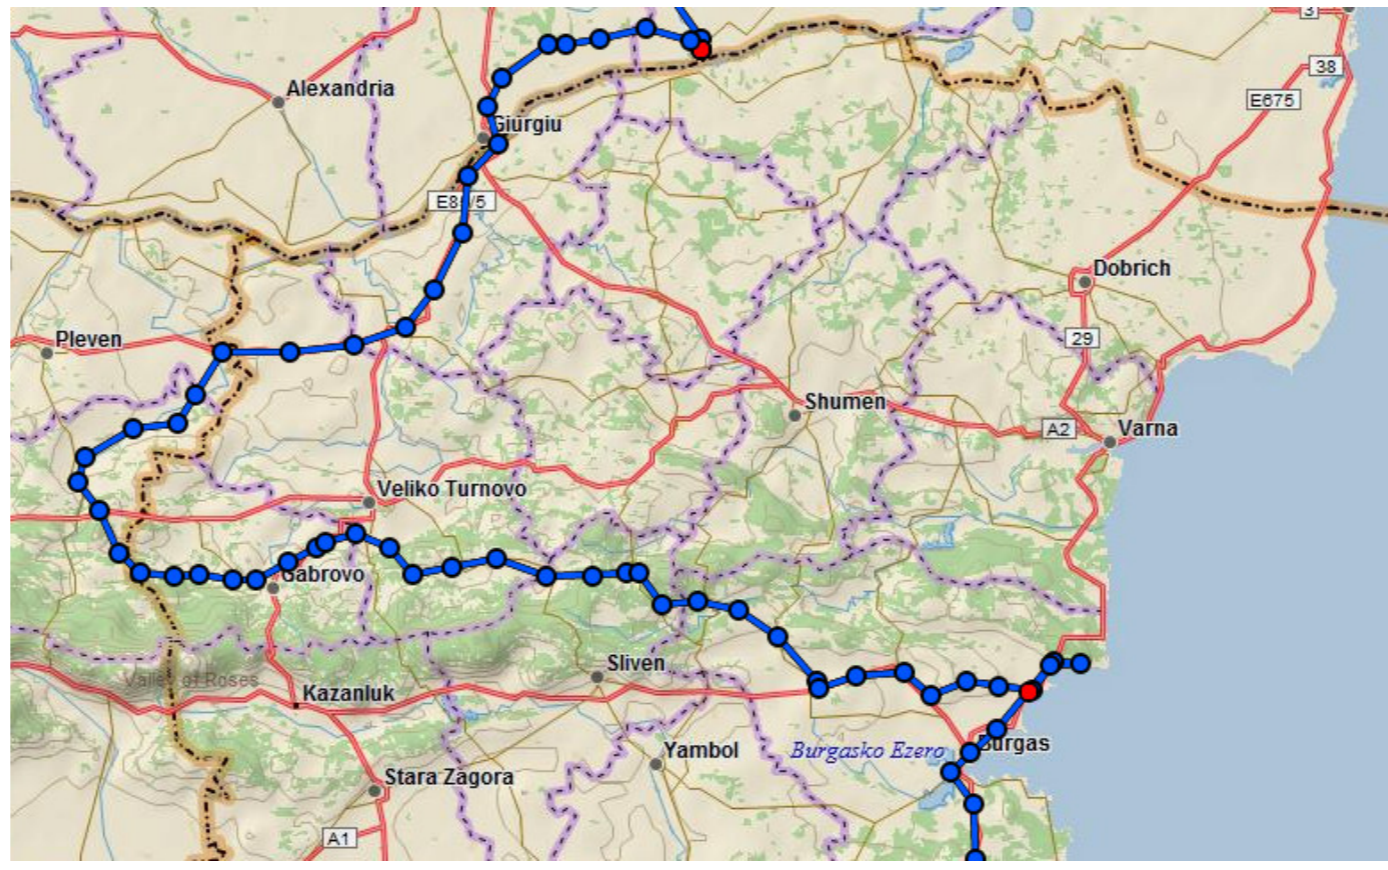 3
38
Alexandria
E675
Giurgiu
E85/5
Dobrich
Pleven
29
Shumen
A2
Varna
Veliko Turnovo
Gabrovo
Sliven
Valley of Roses
Kazanluk
Burgas
Yambol
Burgasko Ezero
Stara Zagora
A1